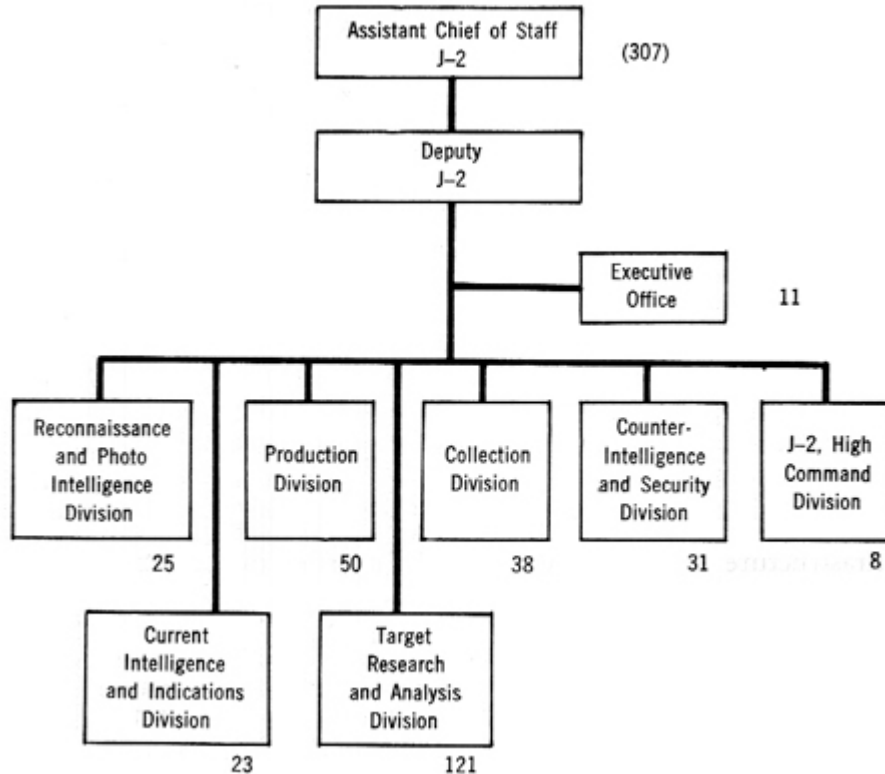 Assistant Chief of Staff
J–2
(307)
Deputy
J–2
Executive
Office
11
Reconnaissance
and Photo
Intelligence
Division
25
Production
Division
50
Collection
Division
38
Counter-
Intelligence
and Security
Division
31
J–2, High
Command
Division
8
Current
Intelligence
and Indications
Division
23
Target
Research
and Analysis
Division
121